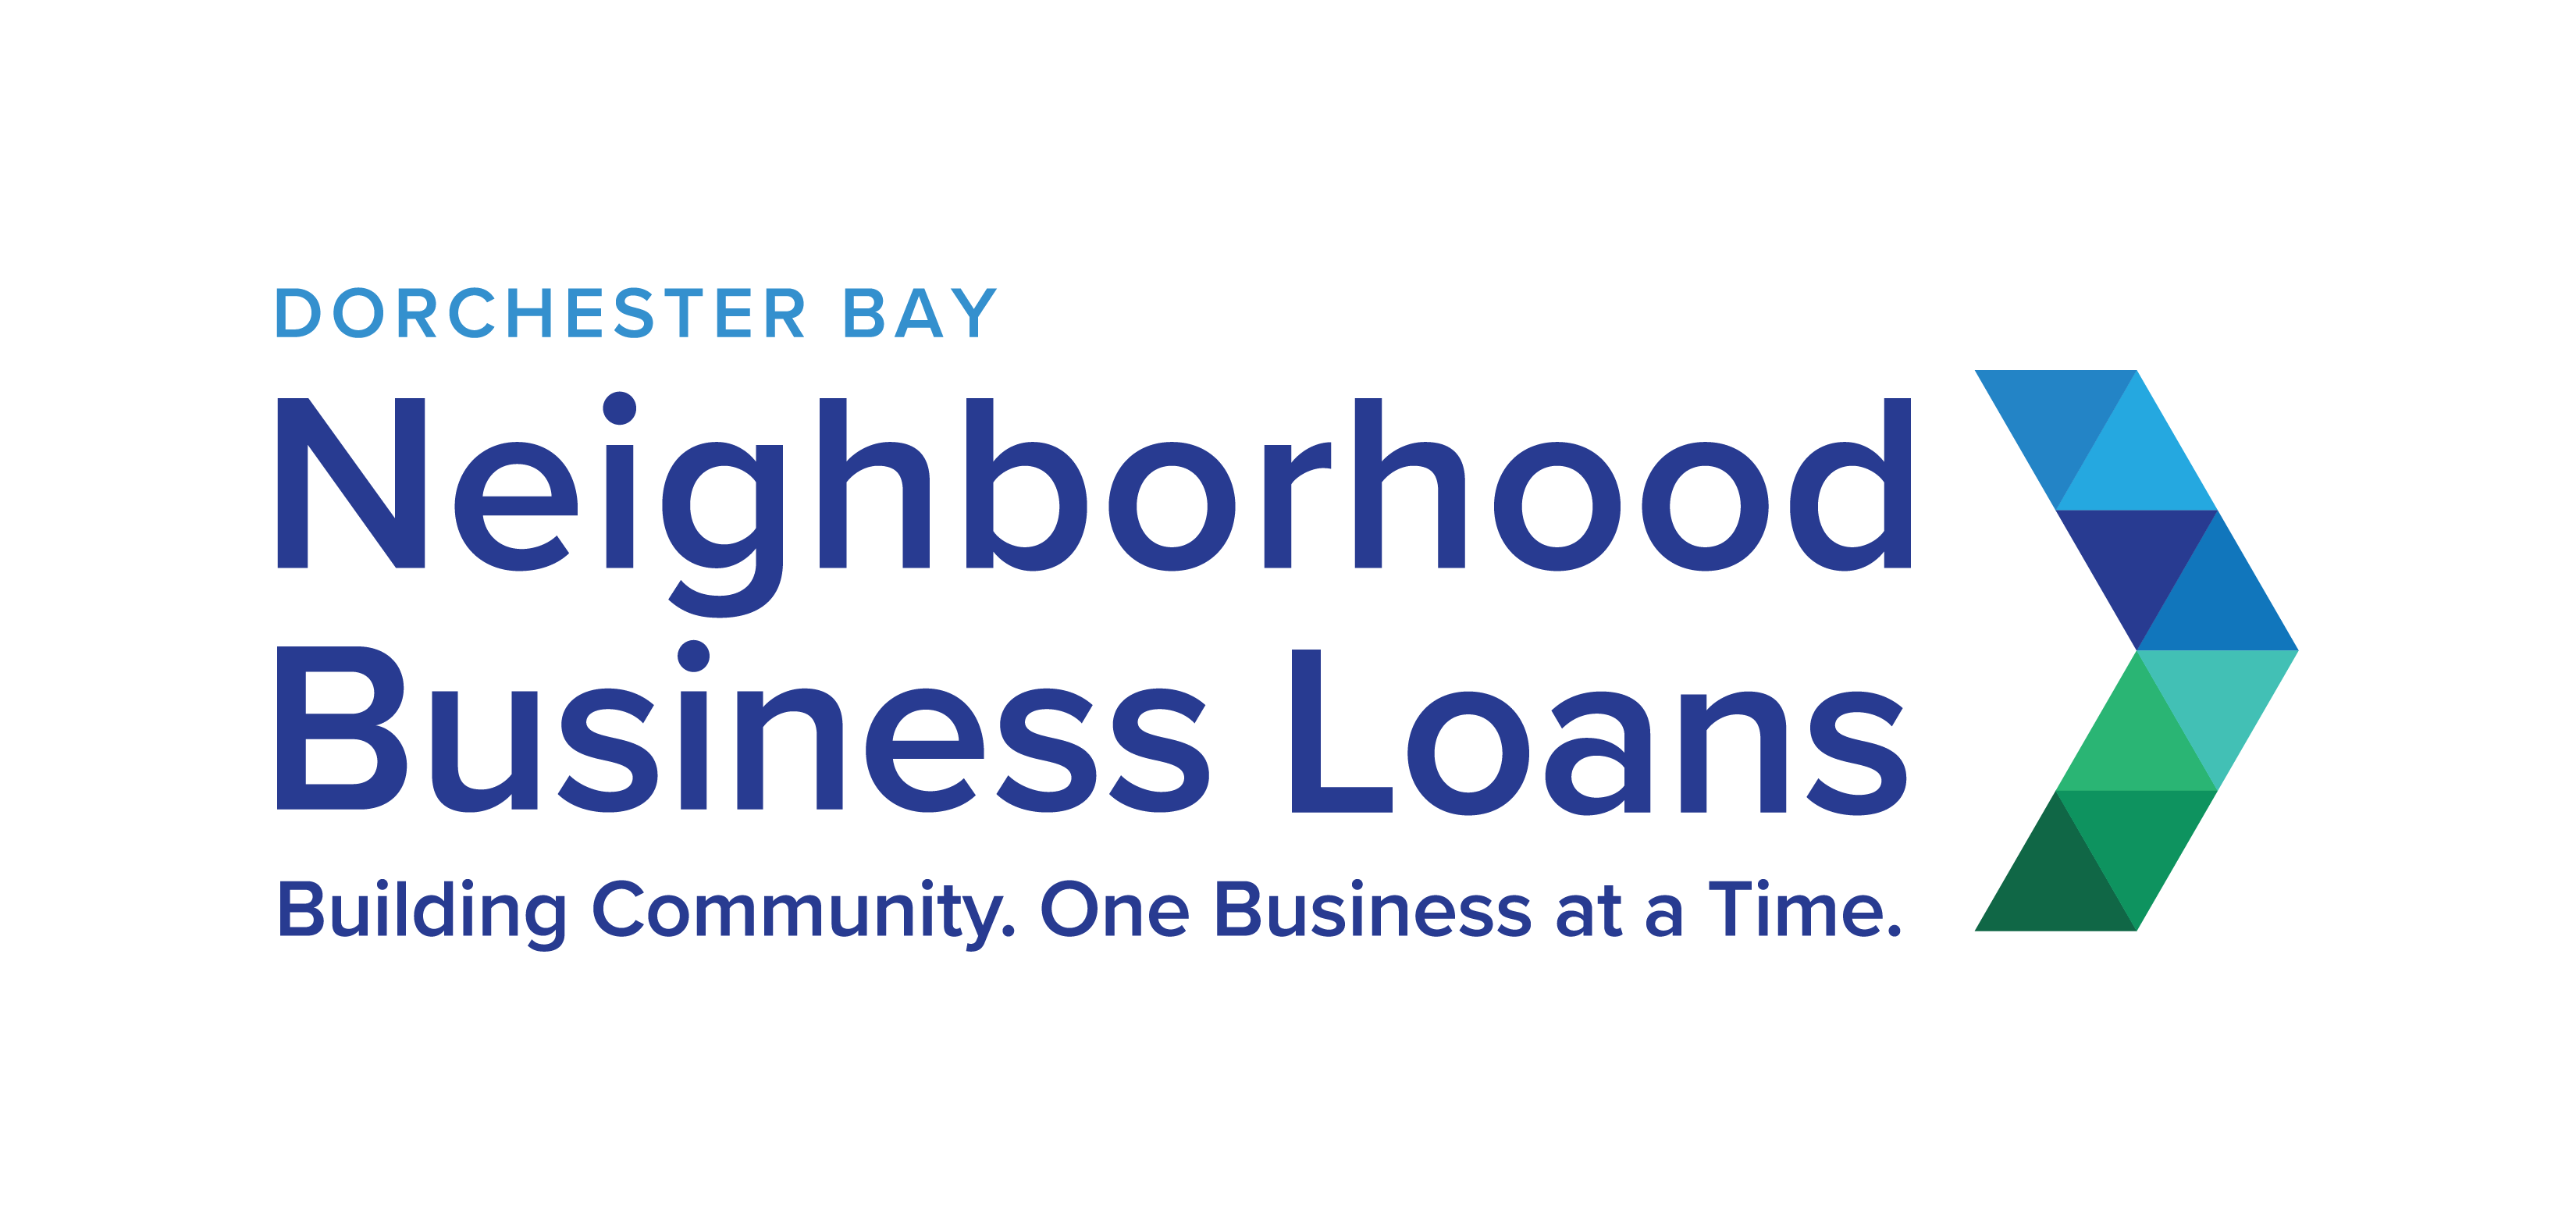 DORCHESTER BAY
Neighborhood
Business Loans
Building Community. One Business at a Time.